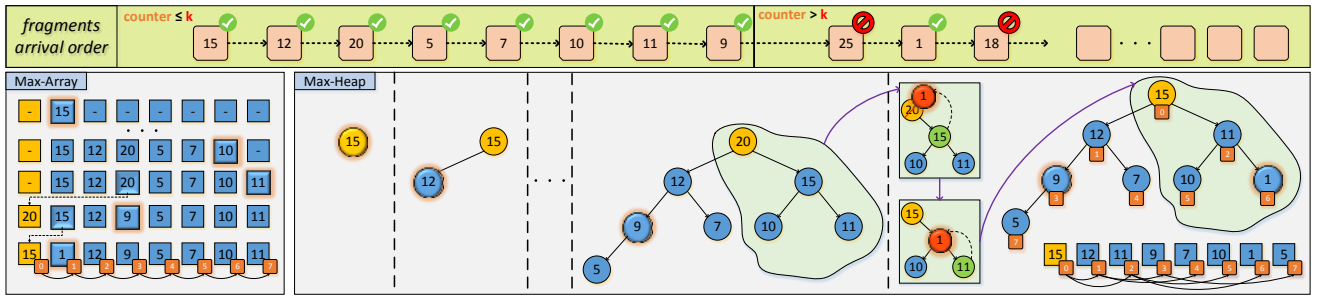 fragments
arrival order
counter ≤ k
15 12 20 5 7 10 11 9
counter > k
25 1 18 . . .
Max-Array
- 15 - - - - - -
. . .
- 15 12 20 5 7 10 -
- 15 12 20 5 7 10 11
20 15 12 9 5 7 10 11
15 1 12 9 5 7 10 11
0 1 2 3 4 5 6 7
Max-Heap
15
15
12
. . .
20
12 15
9 7 10 11
5
1
20
15
10 11
15
1
10 11
15
0
12 11
1 2
9 7 10 1
3 4 5 6
5
7
15 12 11 9 7 10 1 5
0 1 2 3 4 5 6 7